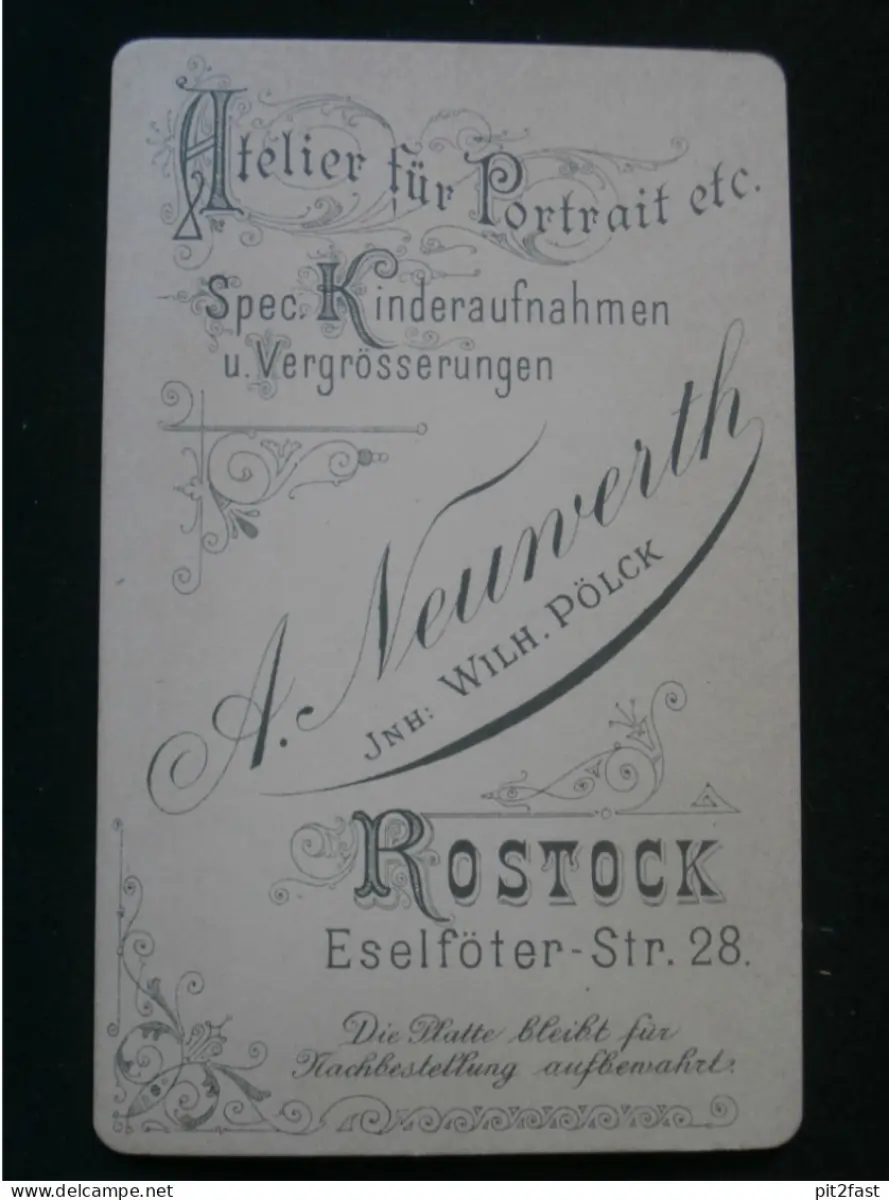 Atelier für Portrait etc.
Spec. Kinderaufnahmen
u. Vergrösserungen
A. Neuwerth
JNH: WILH. PÖLCK
ROSTOCK
Eselföter-Str. 28.
Die Platte bleibt für
Nachbestellung aufbewahrt.
www.delcampe.net
pit2fast